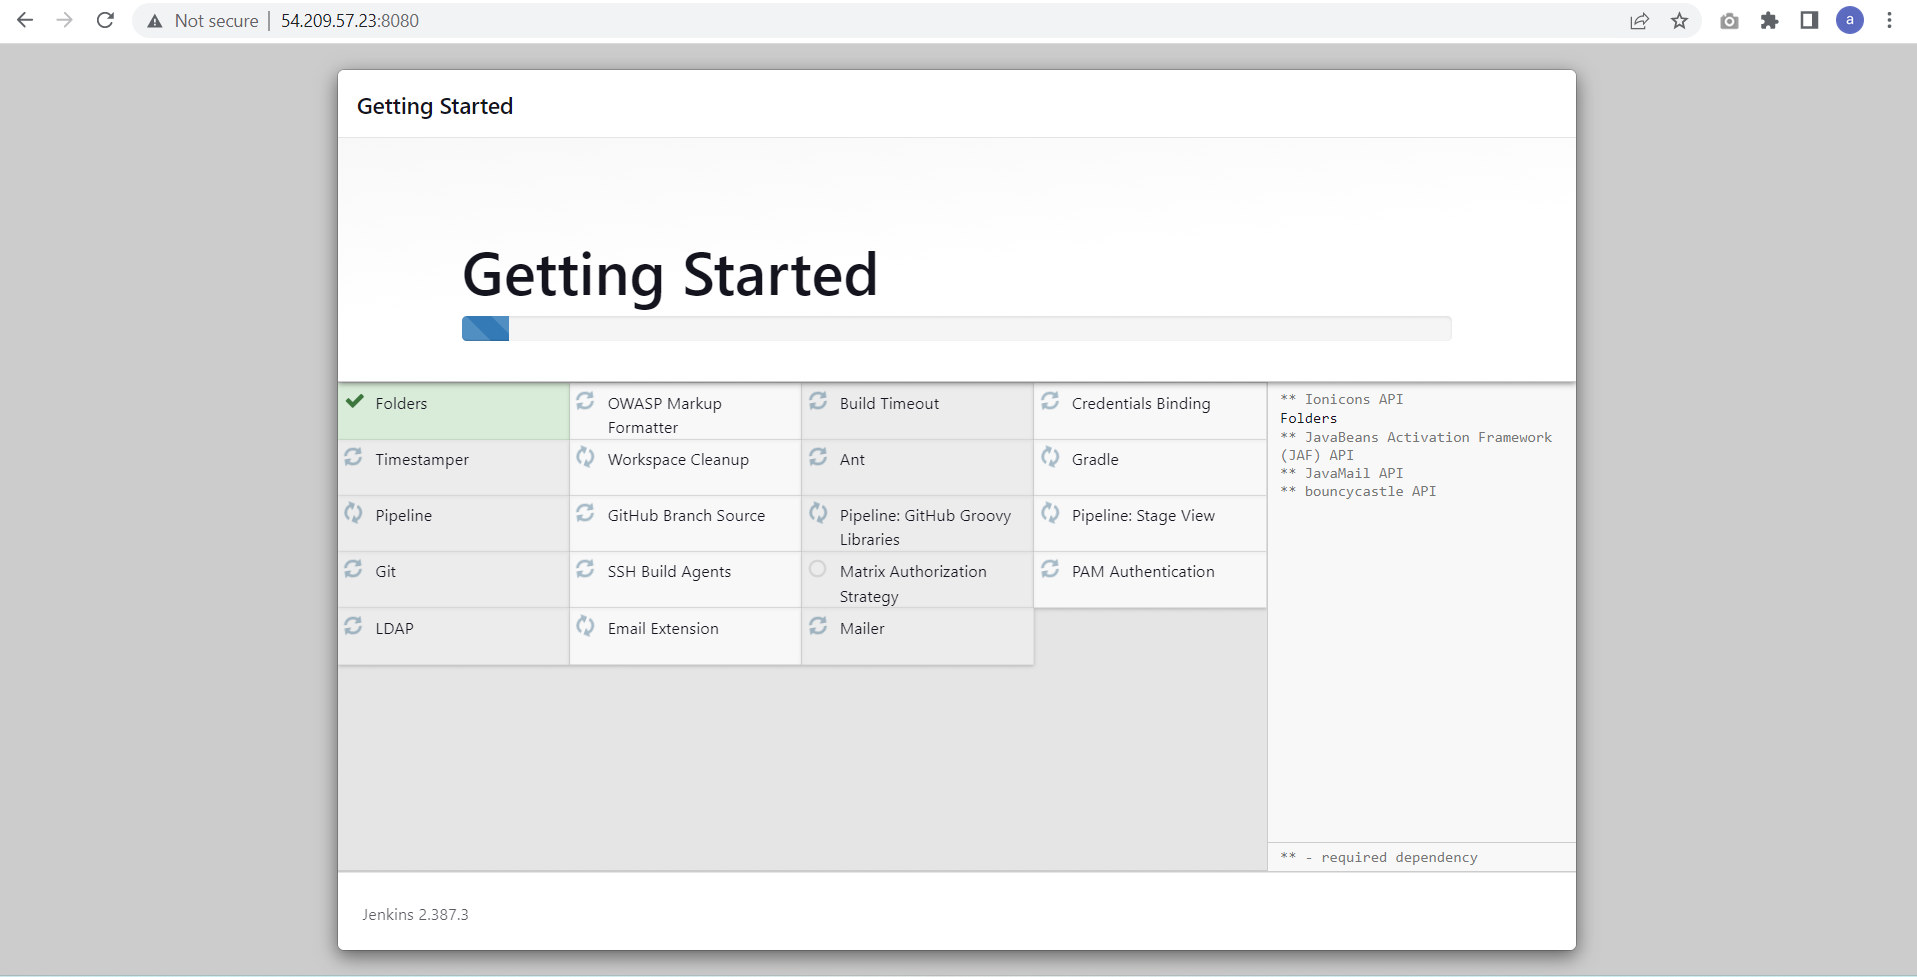 Not secure | 54.209.57.23:8080
a
Getting Started
Getting Started
Folders
OWASP Markup
Formatter
Build Timeout
Credentials Binding
Timestamper
Workspace Cleanup
Ant
Gradle
Pipeline
GitHub Branch Source
Pipeline: GitHub Groovy
Libraries
Pipeline: Stage View
Git
SSH Build Agents
Matrix Authorization
Strategy
PAM Authentication
LDAP
Email Extension
Mailer
** Ionicons API
Folders
** JavaBeans Activation Framework
(JAF) API
** JavaMail API
** bouncycastle API
** - required dependency
Jenkins 2.387.3